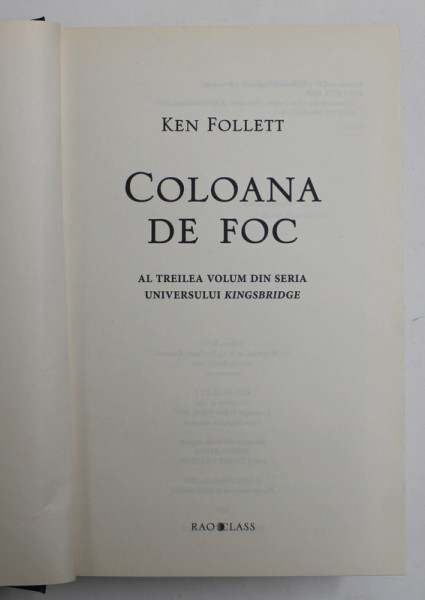 KEN FOLLETT
COLOANA
DE FOC
AL TREILEA VOLUM DIN SERIA
UNIVERSULUI KINGSBRIDGE
RAO CLASS